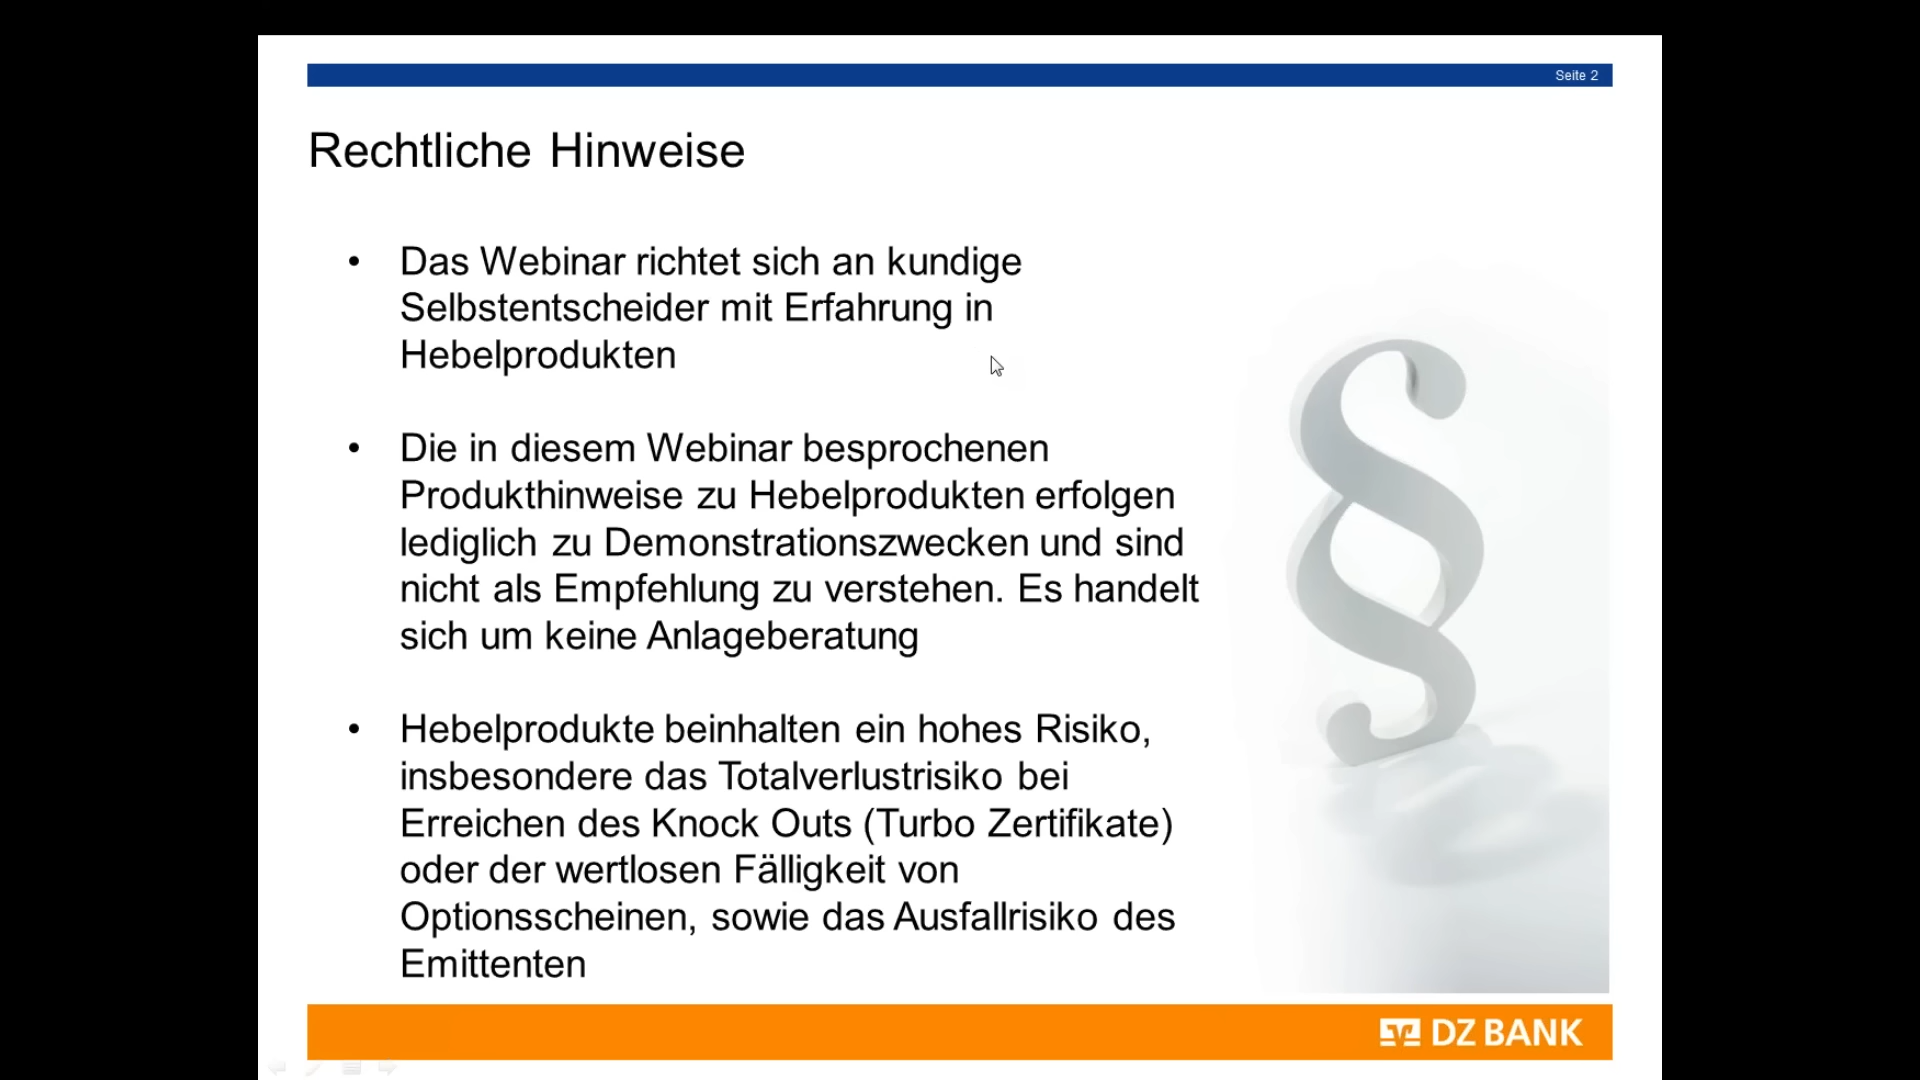 Seite 2
Rechtliche Hinweise
• Das Webinar richtet sich an kundige
Selbstentscheider mit Erfahrung in
Hebelprodukten
• Die in diesem Webinar besprochenen
Produkthinweise zu Hebelprodukten erfolgen
lediglich zu Demonstrationszwecken und sind
nicht als Empfehlung zu verstehen. Es handelt
sich um keine Anlageberatung
• Hebelprodukte beinhalten ein hohes Risiko,
insbesondere das Totalverlustrisiko bei
Erreichen des Knock Outs (Turbo Zertifikate)
oder der wertlosen Fälligkeit von
Optionsscheinen, sowie das Ausfallrisiko des
Emittenten
§
DZ BANK